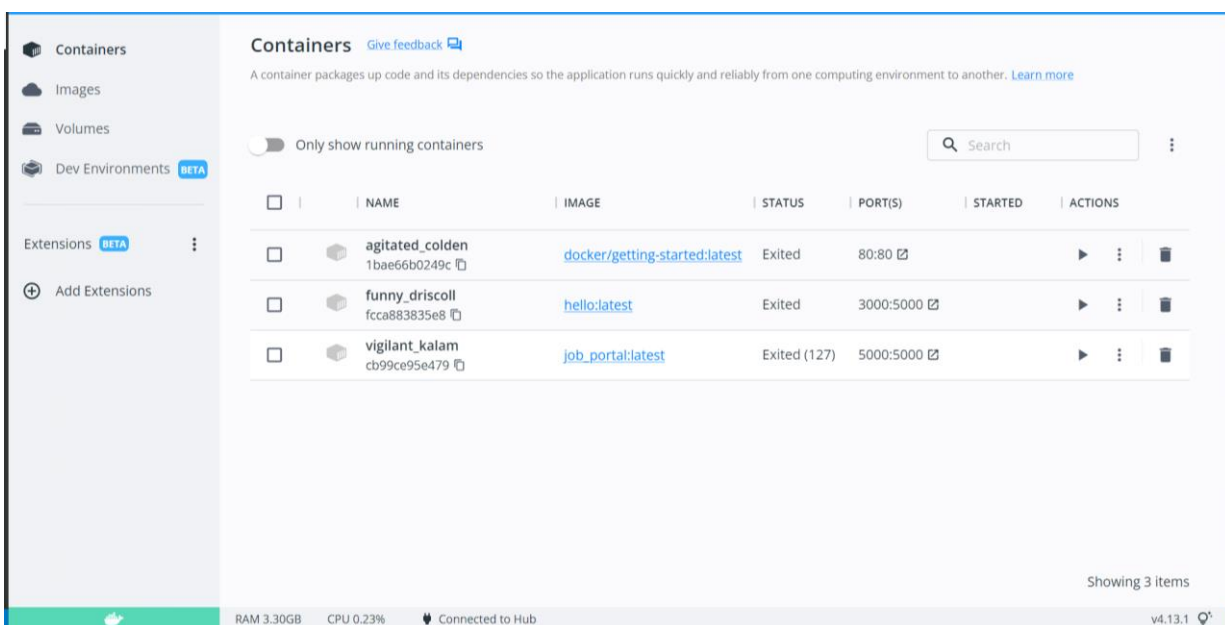 Containers
Images
Volumes
Dev Environments BETA
Extensions BETA
Add Extensions
Containers Give feedback
A container packages up code and its dependencies so the application runs quickly and reliably from one computing environment to another. Learn more
Only show running containers
Search
NAME IMAGE STATUS PORT(S) STARTED ACTIONS
agitated_colden
1bae66b0249c
docker/getting-started:latest Exited 80:80
funny_driscoll
fcca883835e8
hello:latest Exited 3000:5000
vigilant_kalam
cb99ce95e479
job_portal:latest Exited (127) 5000:5000
Showing 3 items
RAM 3.30GB CPU 0.23% Connected to Hub v4.13.1